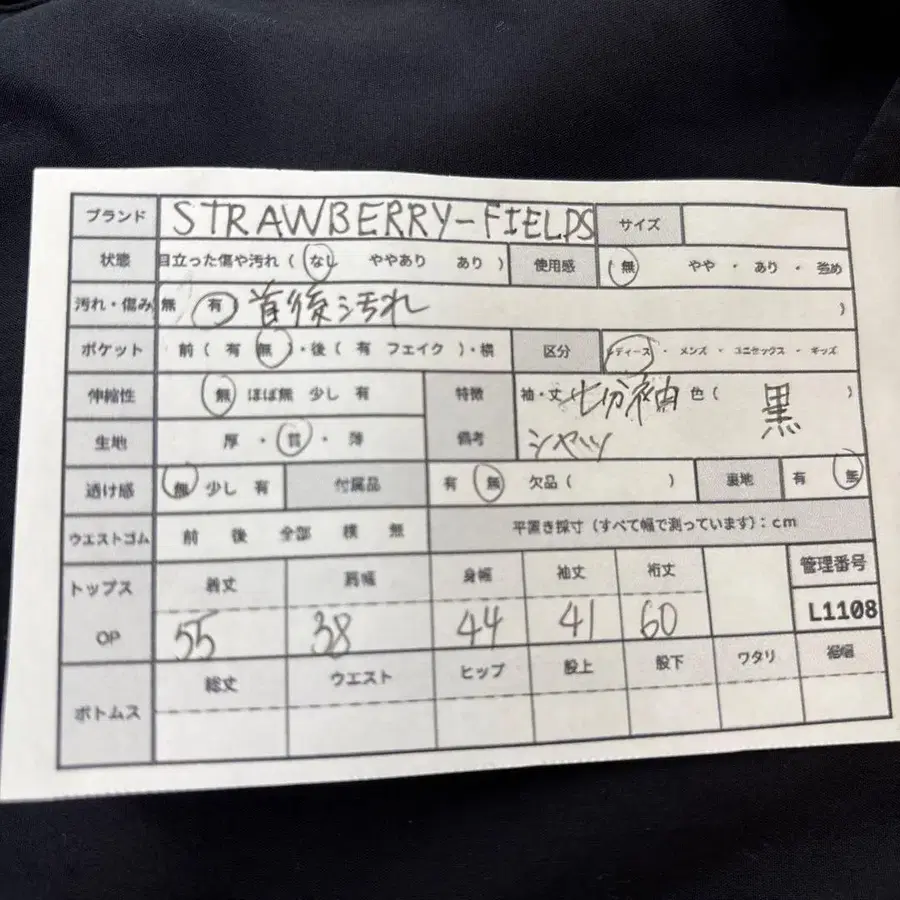 ブランド STRAWBERRY-FIELDS サイズ
状態 目立った傷や汚れ ( なし ややあり あり ) 使用感 ( 無 やや ・ あり ・ 強め
汚れ・傷み 無 有 ) 首後汚れ )
ポケット 前 ( 有 無 ) ・後 ( 有 フェイク ) ・横 区分 レディース ・ メンズ ・ ユニセックス ・ キッズ
伸縮性 無 ほぼ無 少し 有 特徴 袖・丈 ( 七分袖 色 ( 黒 )
生地 厚 ・ 普 ・ 薄 備考 シャツ
透け感 無 少し 有 付属品 有 無 欠品 ( ) 裏地 有 無
ウエストゴム 前 後 全部 横 無 平置き採寸 (すべて幅で測っています) : cm
トップス 着丈 肩幅 身幅 袖丈 裄丈 管理番号
OP 55 38 44 41 60 L1108
ボトムス 総丈 ウエスト ヒップ 股上 股下 ワタリ 裾幅